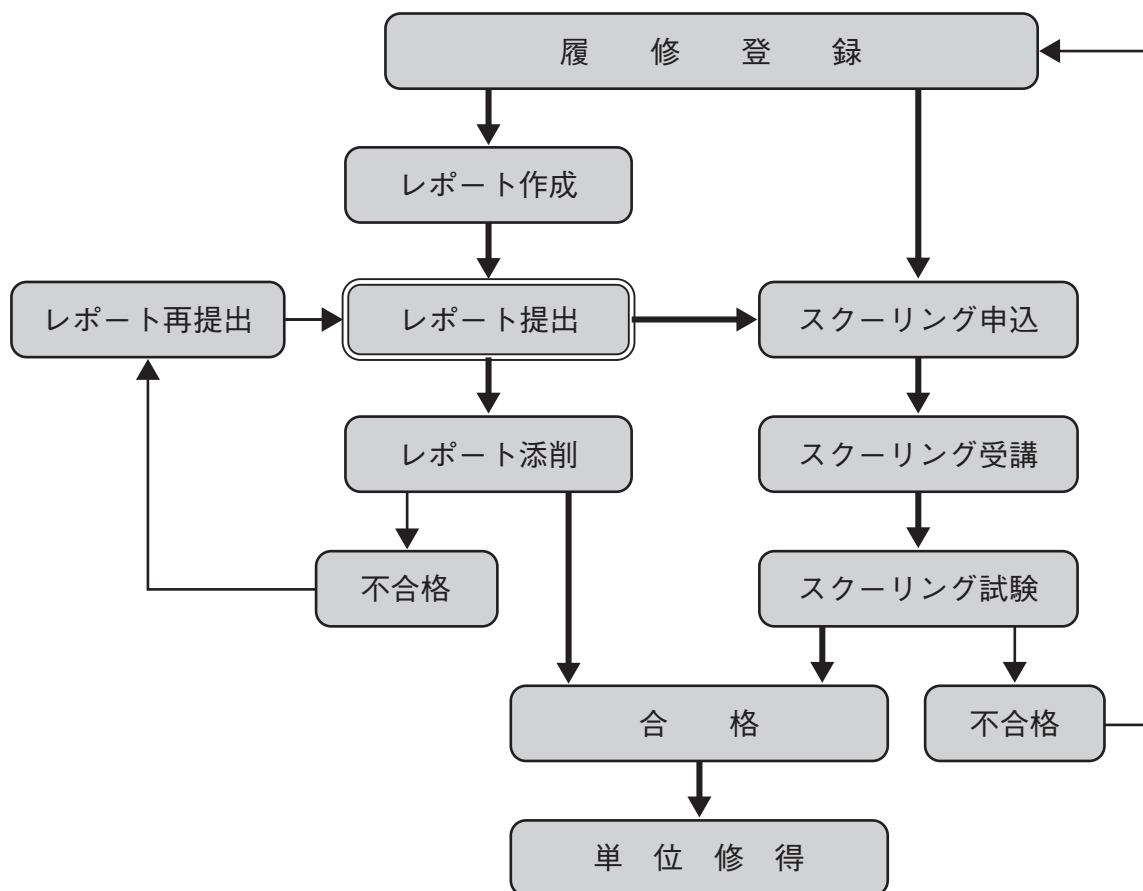 履修登録
レポート作成
レポート再提出
レポート提出
スクーリング申込
レポート添削
スクーリング受講
不合格
スクーリング試験
合格
不合格
単位修得